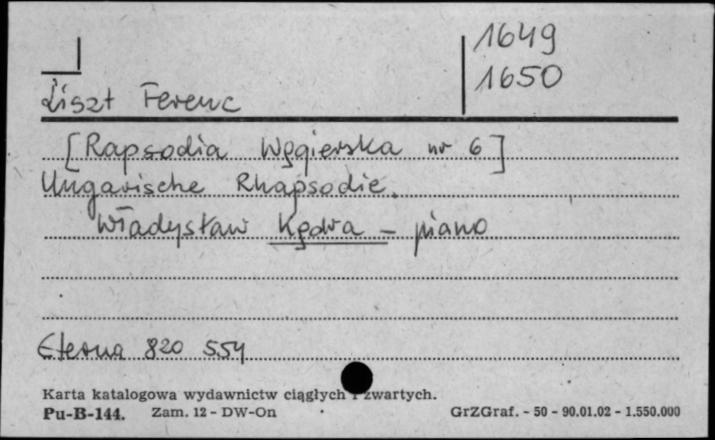 1649
1650
Liszt Ferenc
[Rapsodia Węgierska nr 6]
Ungarische Rhapsodie.
Władysław Kędra - piano
Eterna 820 554
Karta katalogowa wydawnictw ciągłych i zwartych.
Pu-B-144. Zam. 12 - DW-On GrZGraf. - 50 - 90.01.02 - 1.550.000